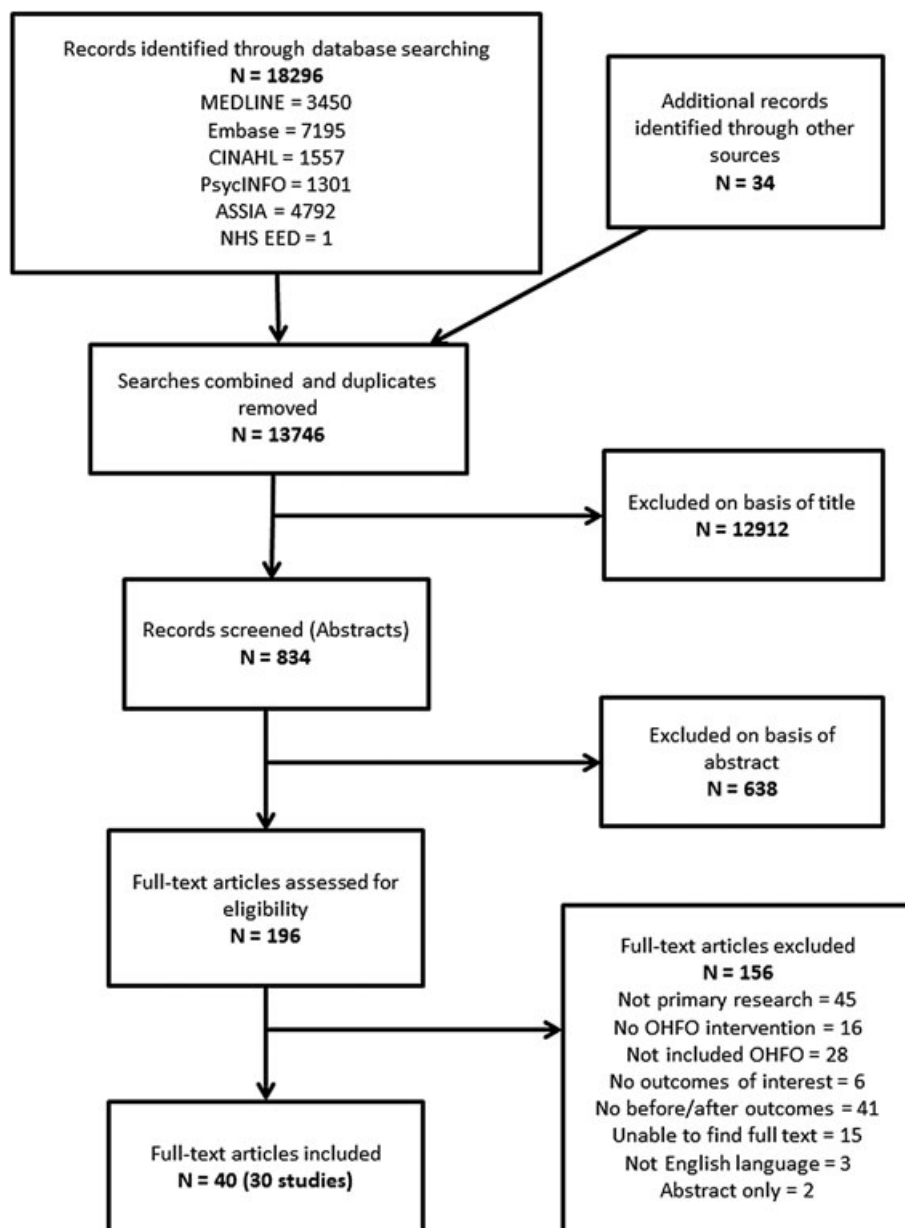 Records identified through database searching
N = 18296
MEDLINE = 3450
Embase = 7195
CINAHL = 1557
PsycINFO = 1301
ASSIA = 4792
NHS EED = 1
Additional records
identified through other
sources
N = 34
Searches combined and duplicates
removed
N = 13746
Excluded on basis of title
N = 12912
Records screened (Abstracts)
N = 834
Excluded on basis of
abstract
N = 638
Full-text articles assessed for
eligibility
N = 196
Full-text articles excluded
N = 156
Not primary research = 45
No OHFO intervention = 16
Not included OHFO = 28
No outcomes of interest = 6
No before/after outcomes = 41
Unable to find full text = 15
Not English language = 3
Abstract only = 2
Full-text articles included
N = 40 (30 studies)